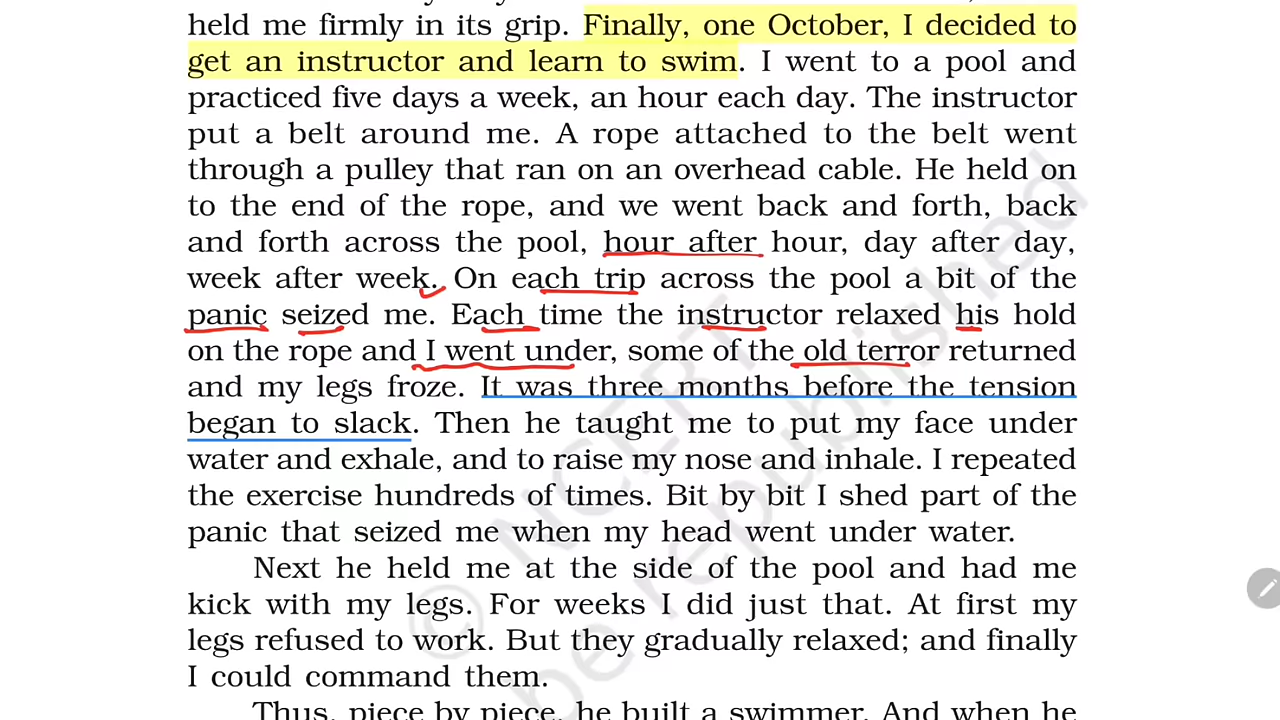 held me firmly in its grip. Finally, one October, I decided to
get an instructor and learn to swim. I went to a pool and
practiced five days a week, an hour each day. The instructor
put a belt around me. A rope attached to the belt went
through a pulley that ran on an overhead cable. He held on
to the end of the rope, and we went back and forth, back
and forth across the pool, hour after hour, day after day,
week after week. On each trip across the pool a bit of the
panic seized me. Each time the instructor relaxed his hold
on the rope and I went under, some of the old terror returned
and my legs froze. It was three months before the tension
began to slack. Then he taught me to put my face under
water and exhale, and to raise my nose and inhale. I repeated
the exercise hundreds of times. Bit by bit I shed part of the
panic that seized me when my head went under water.
Next he held me at the side of the pool and had me
kick with my legs. For weeks I did just that. At first my
legs refused to work. But they gradually relaxed; and finally
I could command them.
Thus, piece by piece, he built a swimmer. And when he
© NCERT
be republished